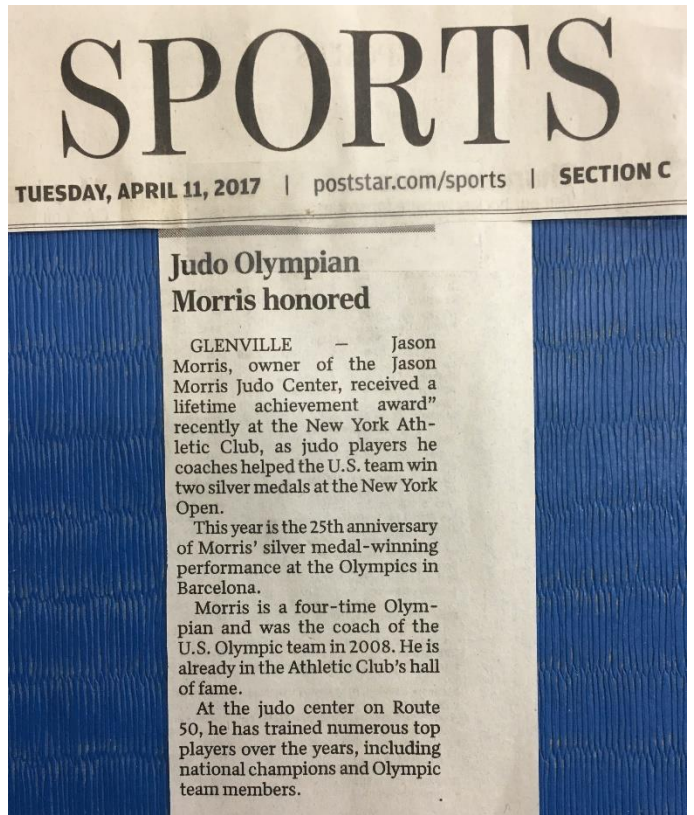 SPORTS
TUESDAY, APRIL 11, 2017 | poststar.com/sports | SECTION C
Judo Olympian
Morris honored
GLENVILLE – Jason
Morris, owner of the Jason
Morris Judo Center, received a
lifetime achievement award”
recently at the New York Ath-
letic Club, as judo players he
coaches helped the U.S. team win
two silver medals at the New York
Open.
This year is the 25th anniversary
of Morris’ silver medal-winning
performance at the Olympics in
Barcelona.
Morris is a four-time Olym-
pian and was the coach of the
U.S. Olympic team in 2008. He is
already in the Athletic Club’s hall
of fame.
At the judo center on Route
50, he has trained numerous top
players over the years, including
national champions and Olympic
team members.